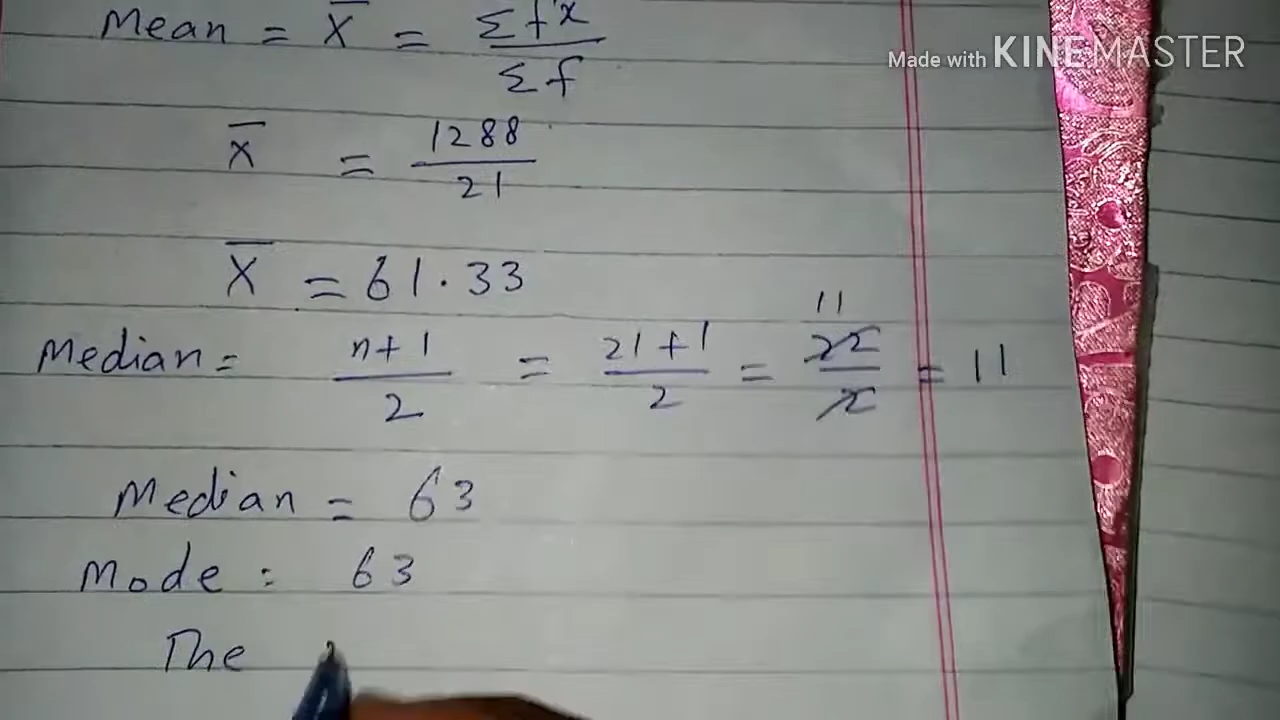 Mean = X̅ = Σfx / Σf
Made with KINEMASTER
x̅ = 1288 / 21
X̅ = 61.33
Median = n+1 / 2 = 21+1 / 2 = 22 / 2 = 11
11
Median = 63
Mode : 63
The